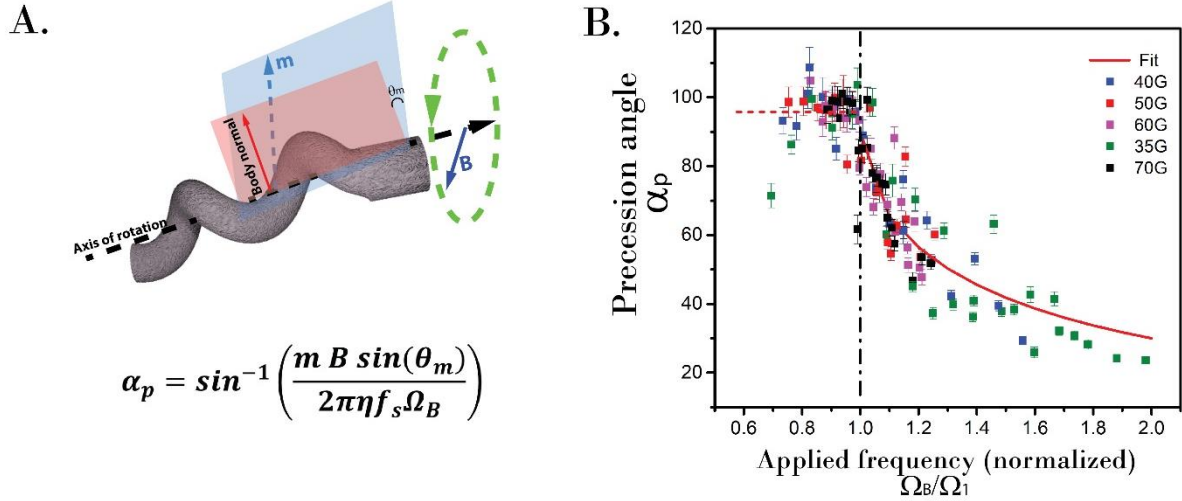 A.
m
θm
Body normal
B
Axis of rotation
αp = sin⁻¹ ( m B sin(θm) / 2πηfsΩB )
B.
Precession angle
αp
120
100
80
60
40
20
0.6 0.8 1.0 1.2 1.4 1.6 1.8 2.0
Fit
40G
50G
60G
35G
70G
Applied frequency (normalized)
ΩB/Ω1